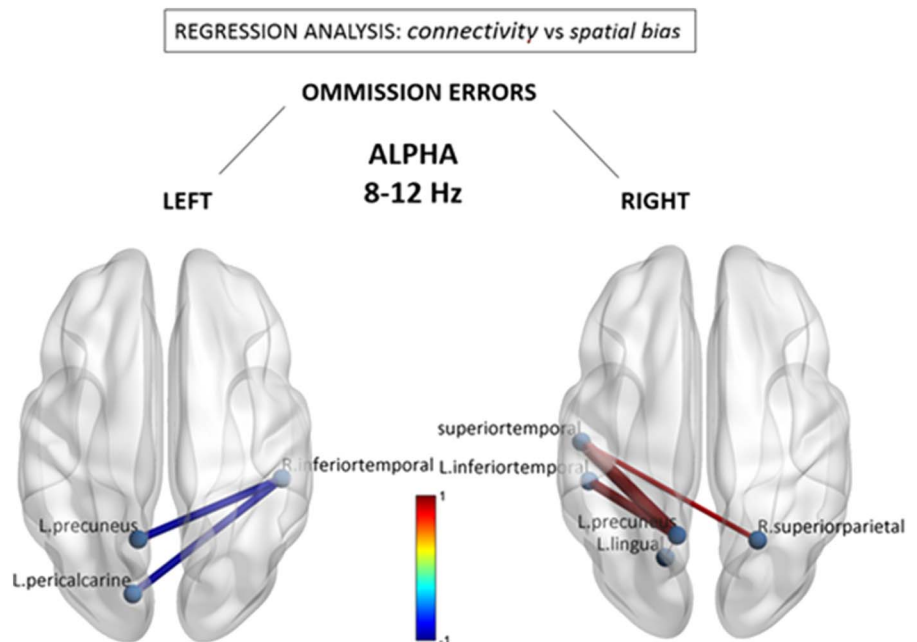 REGRESSION ANALYSIS: connectivity vs spatial bias
OMMISSION ERRORS
ALPHA
8-12 Hz
LEFT
RIGHT
R.inferiortemporal
L.precuneus
L.pericalcarine
1
-1
superiortemporal
L.inferiortemporal
L.precuneus
L.lingual
R.superiorparietal